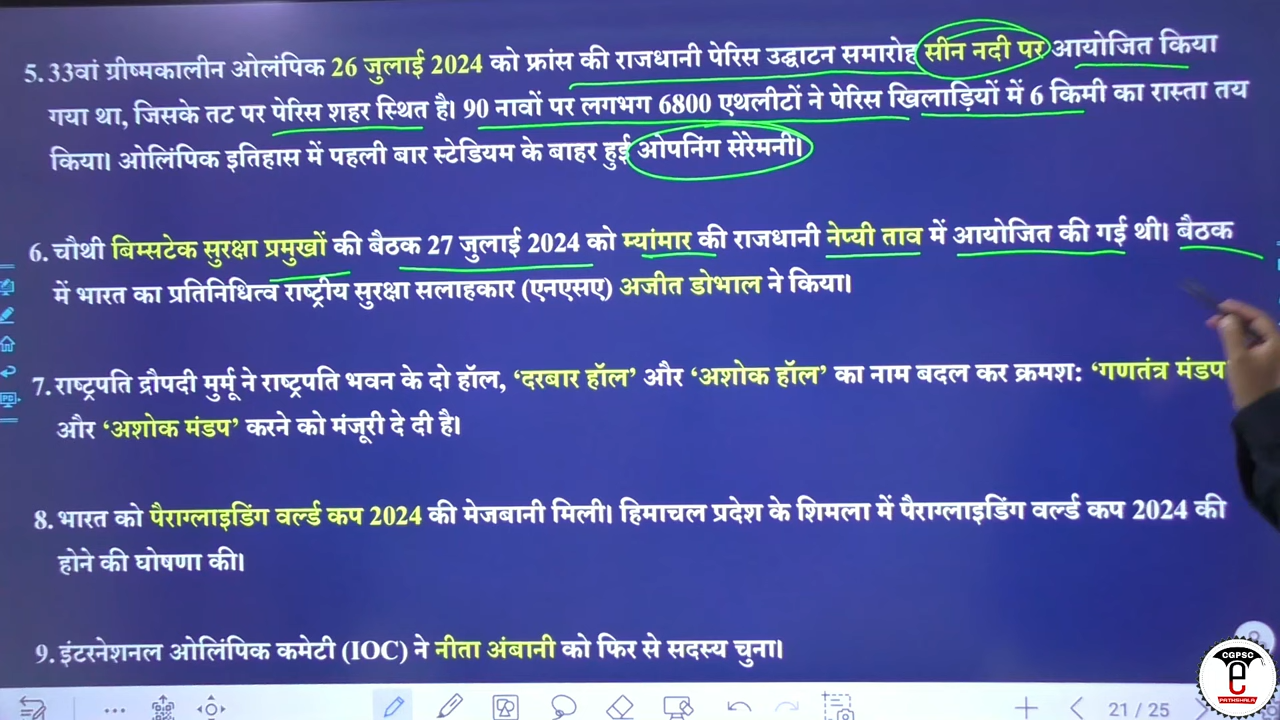 5. 33वां ग्रीष्मकालीन ओलंपिक 26 जुलाई 2024 को फ्रांस की राजधानी पेरिस उद्घाटन समारोह सीन नदी पर आयोजित किया
गया था, जिसके तट पर पेरिस शहर स्थित है। 90 नावों पर लगभग 6800 एथलीटों ने पेरिस खिलाड़ियों में 6 किमी का रास्ता तय
किया। ओलिंपिक इतिहास में पहली बार स्टेडियम के बाहर हुई ओपनिंग सेरेमनी।
6. चौथी बिम्सटेक सुरक्षा प्रमुखों की बैठक 27 जुलाई 2024 को म्यांमार की राजधानी नेप्यी ताव में आयोजित की गई थी। बैठक
में भारत का प्रतिनिधित्व राष्ट्रीय सुरक्षा सलाहकार (एनएसए) अजीत डोभाल ने किया।
7. राष्ट्रपति द्रौपदी मुर्मू ने राष्ट्रपति भवन के दो हॉल, ‘दरबार हॉल’ और ‘अशोक हॉल’ का नाम बदल कर क्रमश: ‘गणतंत्र मंडप’
और ‘अशोक मंडप’ करने को मंजूरी दे दी है।
8. भारत को पैराग्लाइडिंग वर्ल्ड कप 2024 की मेजबानी मिली। हिमाचल प्रदेश के शिमला में पैराग्लाइडिंग वर्ल्ड कप 2024 की
होने की घोषणा की।
9. इंटरनेशनल ओलिंपिक कमेटी (IOC) ने नीता अंबानी को फिर से सदस्य चुना।
21 / 25
CGPSC
e
PATHSHALA